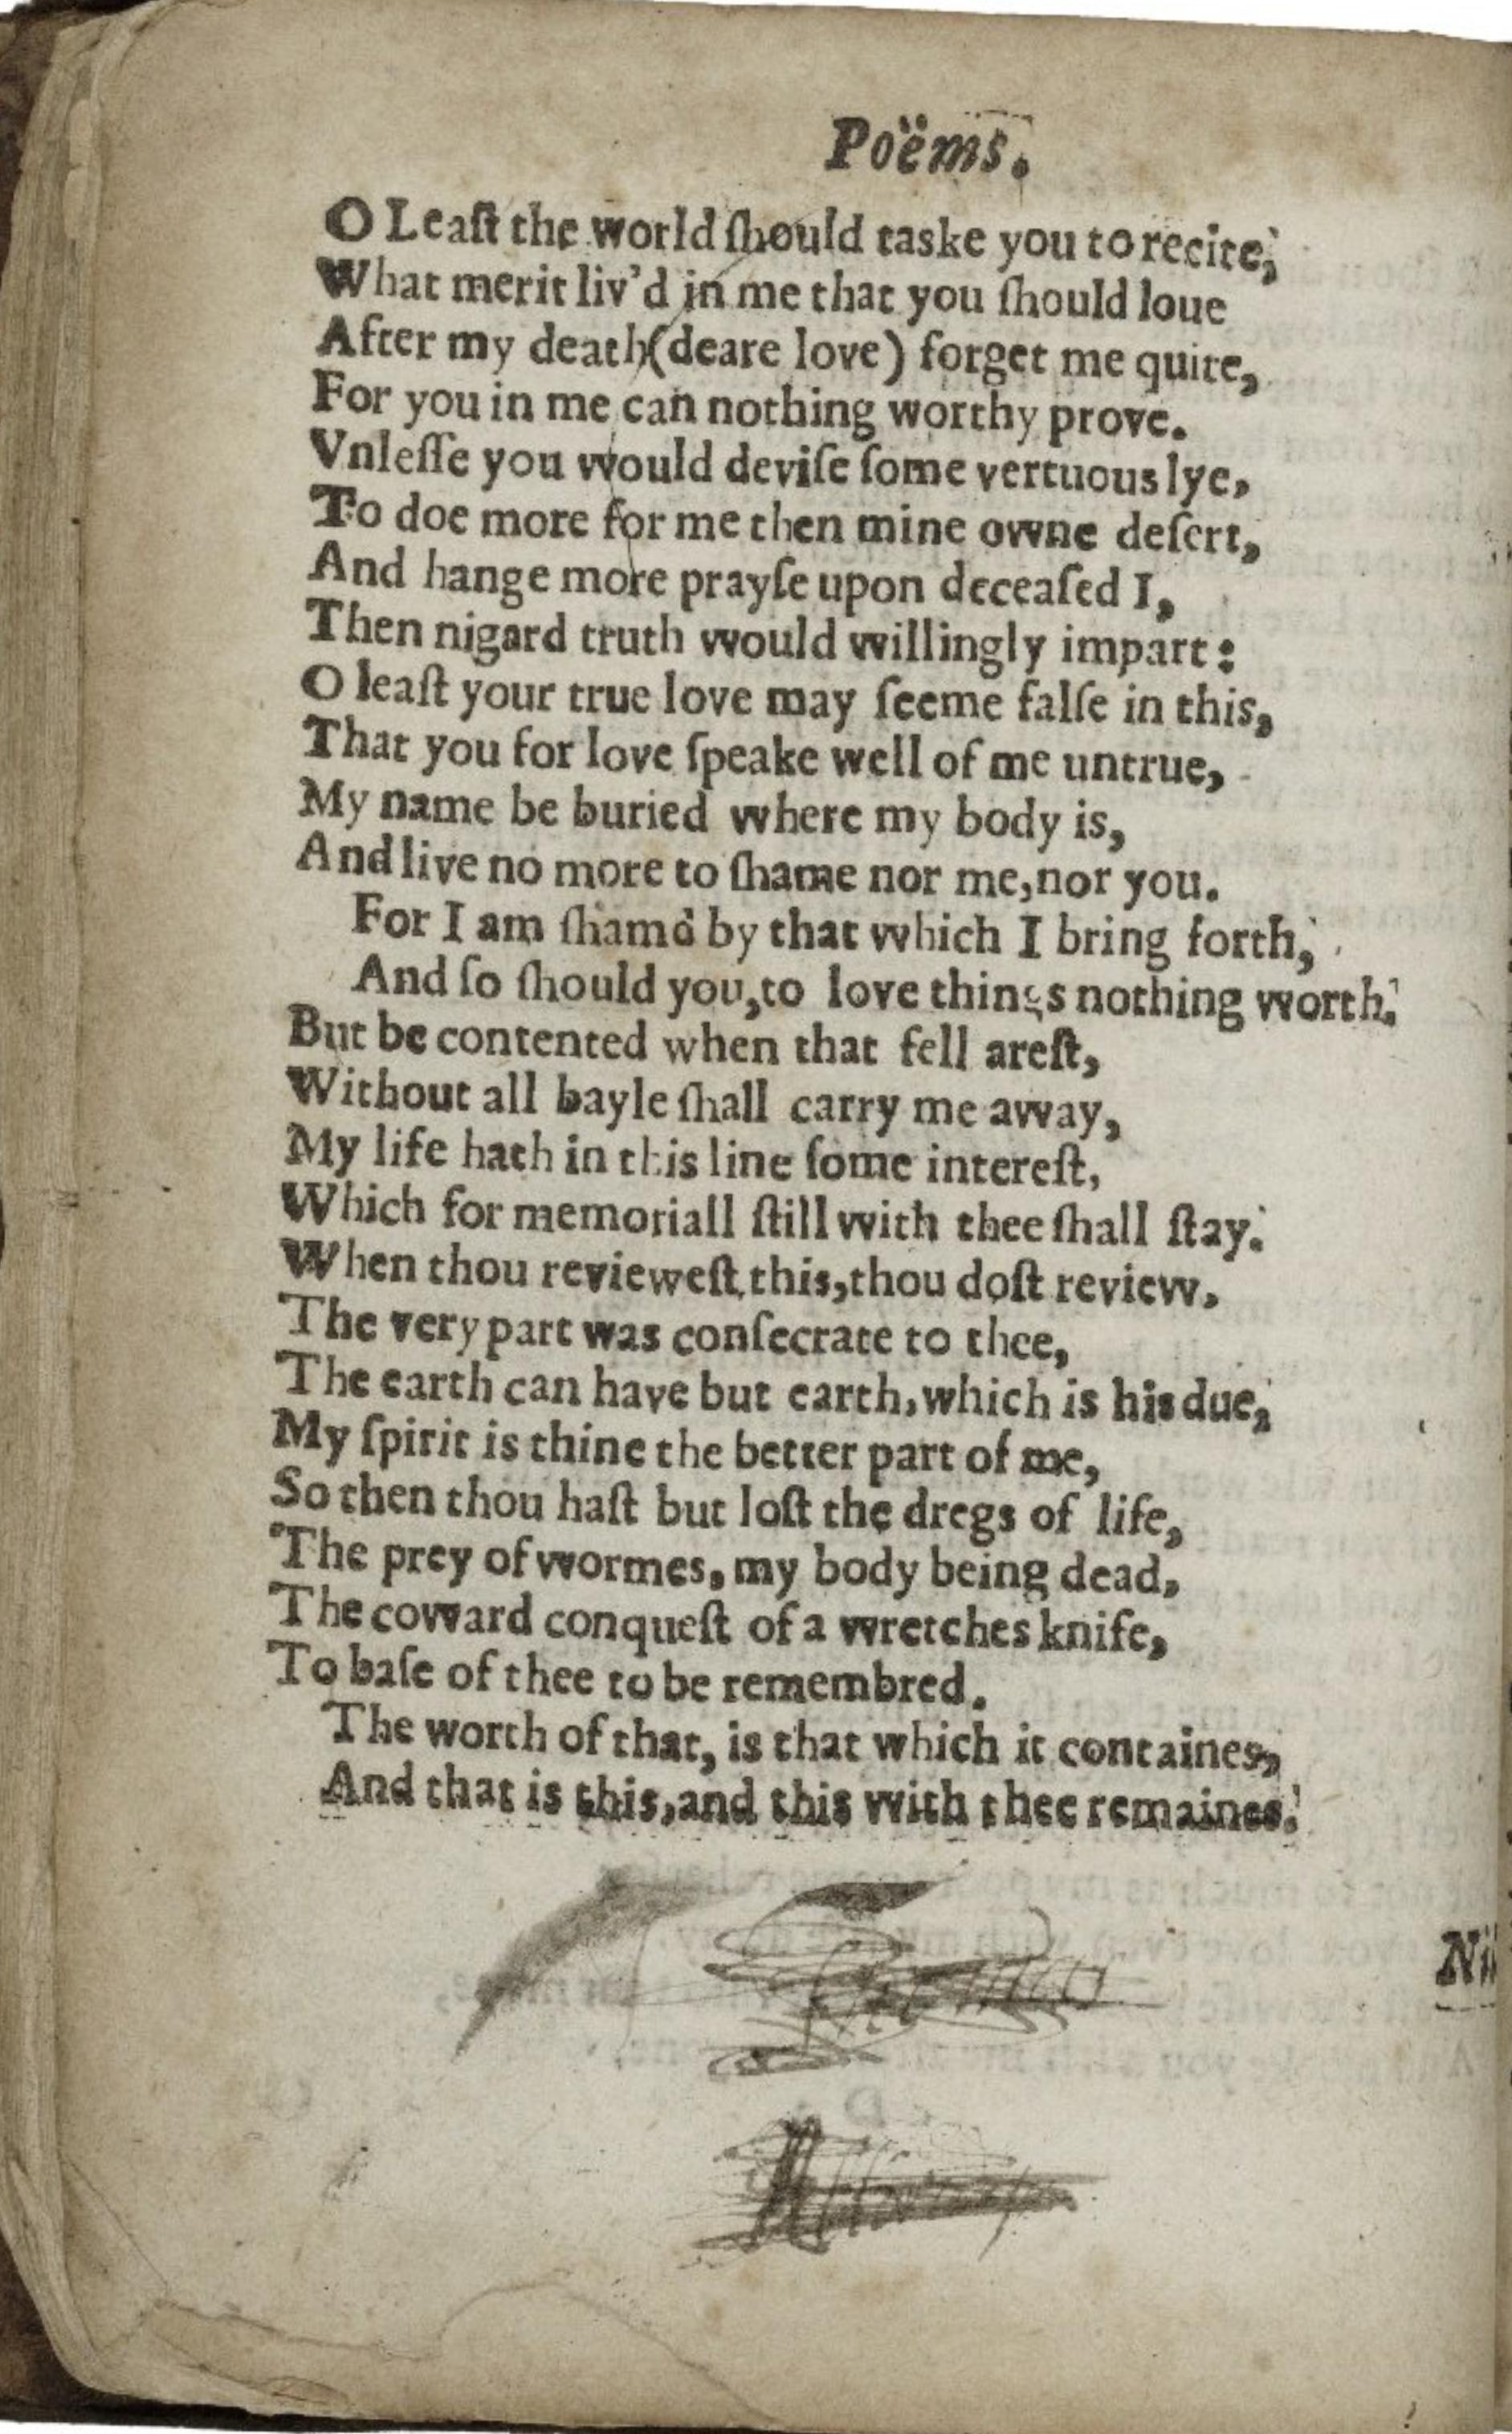 Poëms.
O Leaſt the world ſhould taske you to recite,
What merit liv'd in me that you ſhould loue
After my death (deare love) forget me quite,
For you in me can nothing worthy prove.
Vnleſſe you would deviſe ſome vertuous lye,
To doe more for me then mine owne deſert,
And hange more prayſe upon deceaſed I,
Then nigard truth would willingly impart:
O leaſt your true love may ſeeme falſe in this,
That you for love ſpeake well of me untrue,
My name be buried where my body is,
And live no more to ſhame nor me, nor you.
For I am ſhamd by that which I bring forth,
And ſo ſhould you, to love things nothing worth.
But be contented when that fell areſt,
Without all bayle ſhall carry me away,
My life hath in this line ſome intereſt,
Which for memoriall ſtill with thee ſhall ſtay.
When thou revieweſt this, thou doſt review,
The very part was conſecrate to thee,
The earth can have but earth, which is his due,
My ſpirit is thine the better part of me,
So then thou haſt but loſt the dregs of life,
The prey of wormes, my body being dead,
The coward conqueſt of a wretches knife,
To baſe of thee to be remembred.
The worth of that, is that which it containes,
And that is this, and this with thee remaines.